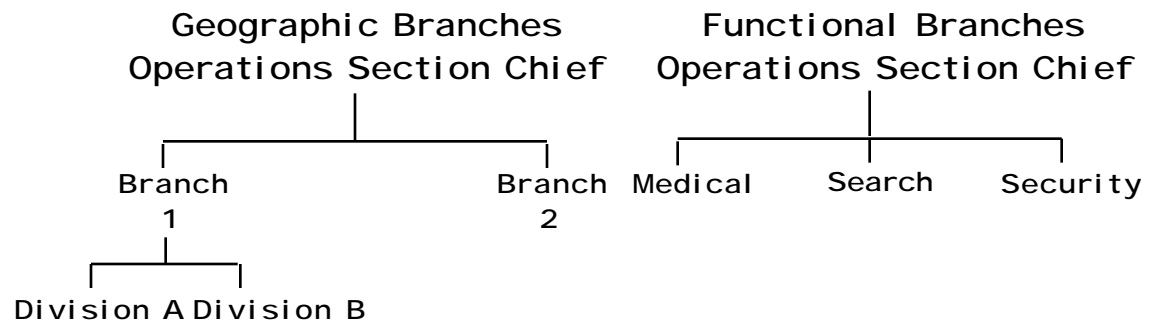 Geographic Branches
Operations Section Chief
Branch
1
Branch
2
Division A Division B
Functional Branches
Operations Section Chief
Medical
Search
Security